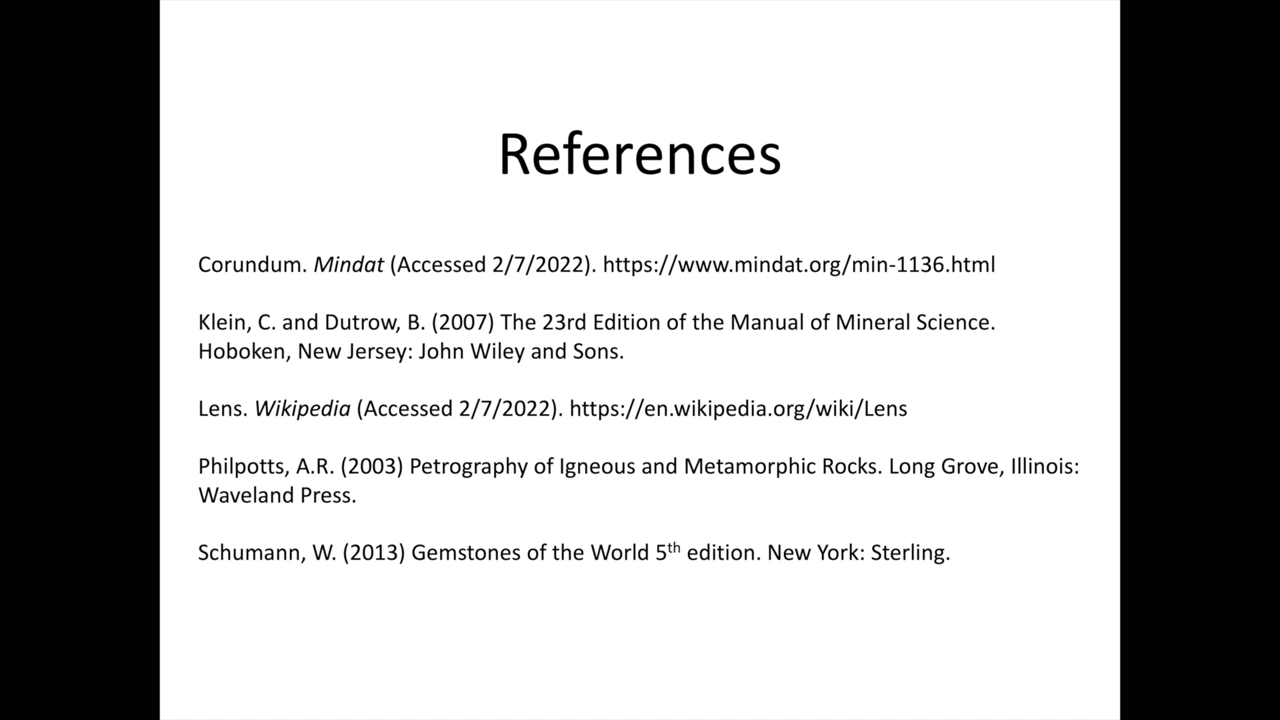 References
Corundum. Mindat (Accessed 2/7/2022). https://www.mindat.org/min-1136.html
Klein, C. and Dutrow, B. (2007) The 23rd Edition of the Manual of Mineral Science.
Hoboken, New Jersey: John Wiley and Sons.
Lens. Wikipedia (Accessed 2/7/2022). https://en.wikipedia.org/wiki/Lens
Philpotts, A.R. (2003) Petrography of Igneous and Metamorphic Rocks. Long Grove, Illinois:
Waveland Press.
Schumann, W. (2013) Gemstones of the World 5th edition. New York: Sterling.